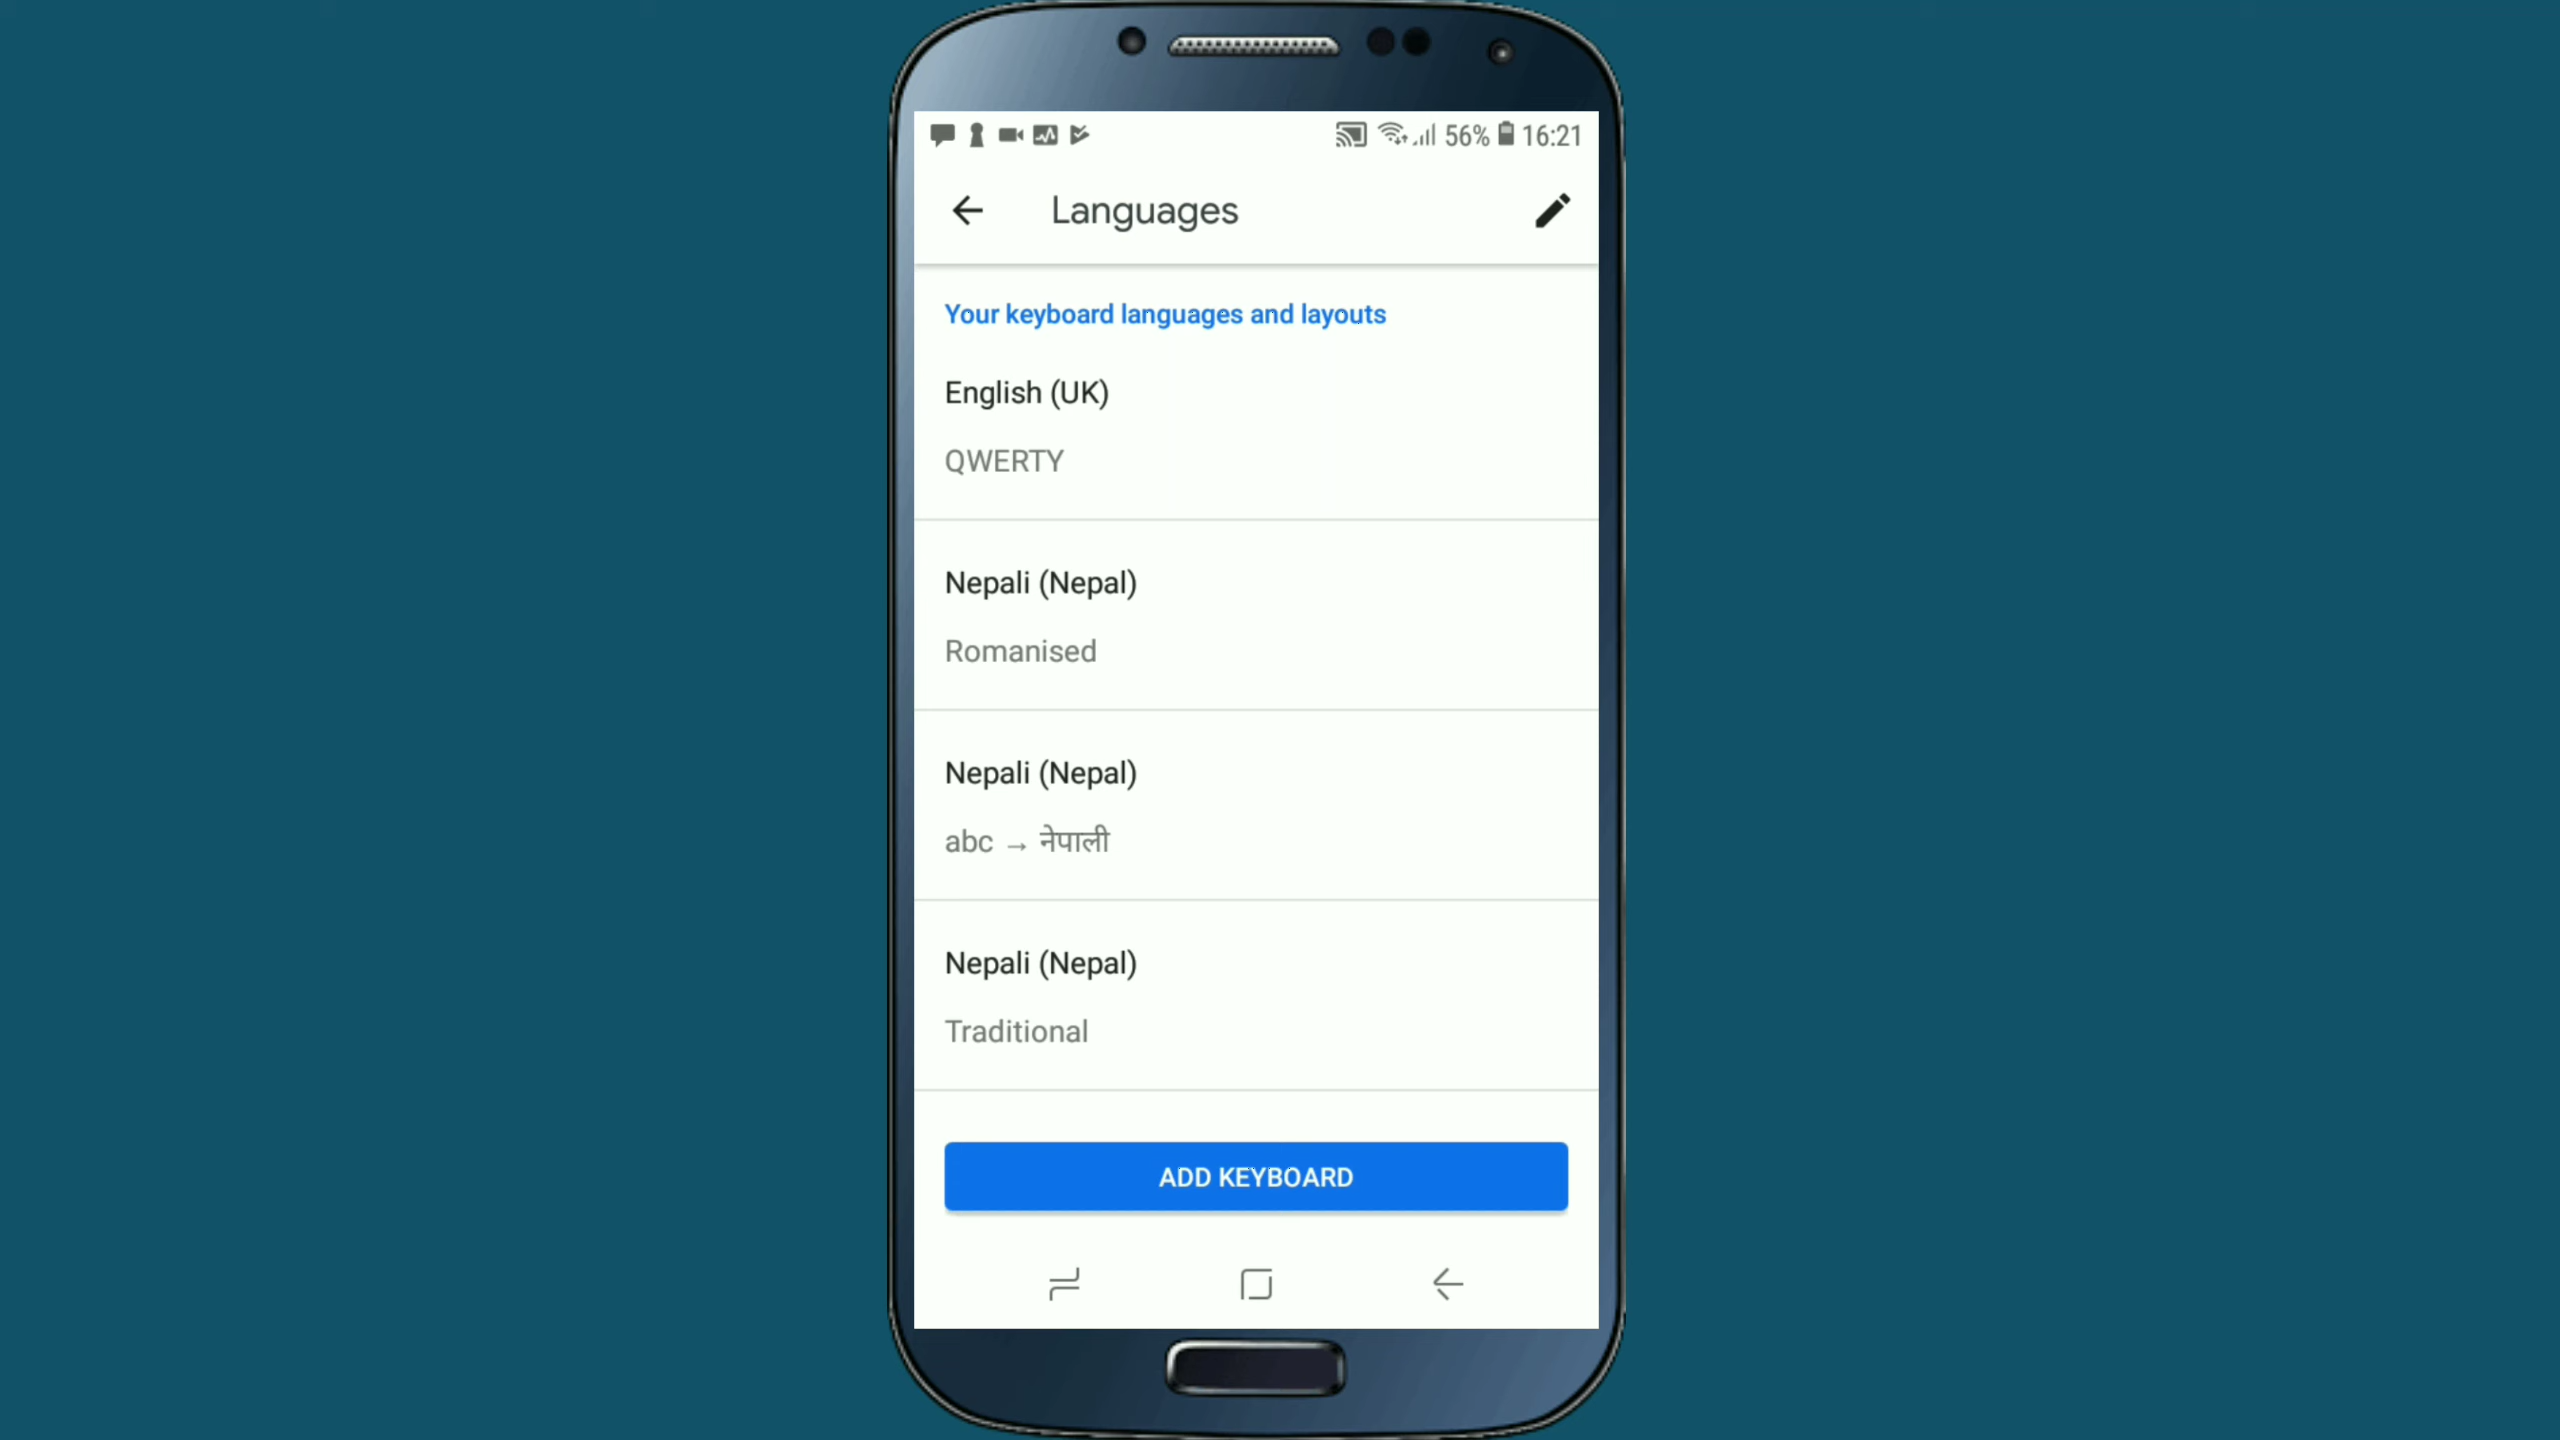 56% 16:21
Languages
Your keyboard languages and layouts
English (UK)
QWERTY
Nepali (Nepal)
Romanised
Nepali (Nepal)
abc → नेपाली
Nepali (Nepal)
Traditional
ADD KEYBOARD